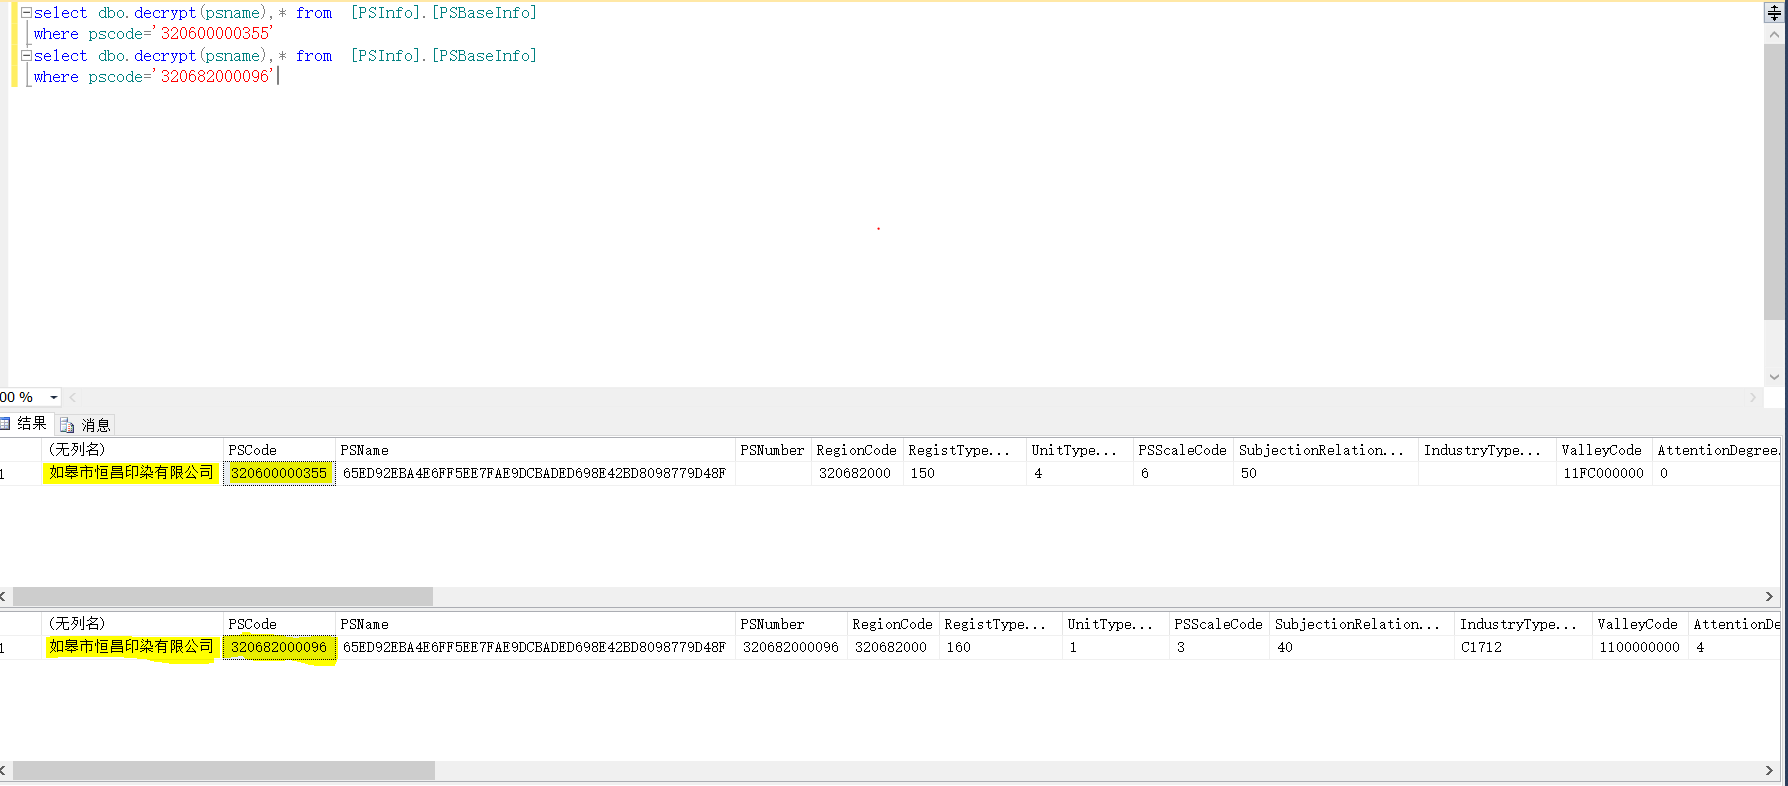 select dbo.decrypt(psname),* from  [PSInfo].[PSBaseInfo]
where pscode='320600000355'
select dbo.decrypt(psname),* from  [PSInfo].[PSBaseInfo]
where pscode='320682000096'
00 %
结果 消息
(无列名) PSCode PSName PSNumber RegionCode RegistType... UnitType... PSScaleCode SubjectionRelation... IndustryType... ValleyCode AttentionDegree.
1 如皋市恒昌印染有限公司 320600000355 65ED92EBA4E6FF5EE7FAE9DCBADED698E42BD8098779D48F 320682000 150 4 6 50 11FC000000 0
(无列名) PSCode PSName PSNumber RegionCode RegistType... UnitType... PSScaleCode SubjectionRelation... IndustryType... ValleyCode AttentionDe
1 如皋市恒昌印染有限公司 320682000096 65ED92EBA4E6FF5EE7FAE9DCBADED698E42BD8098779D48F 320682000096 320682000 160 1 3 40 C1712 1100000000 4